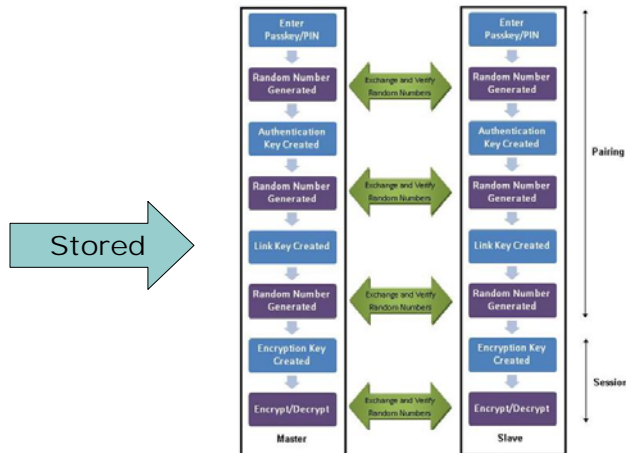 Enter
Passkey/PIN
Enter
Passkey/PIN
Random Number
Generated
Exchange and Verify
Random Numbers
Random Number
Generated
Authentication
Key Created
Authentication
Key Created
Pairing
Random Number
Generated
Exchange and Verify
Random Numbers
Random Number
Generated
Stored
Link Key Created
Link Key Created
Random Number
Generated
Exchange and Verify
Random Numbers
Random Number
Generated
Encryption Key
Created
Encryption Key
Created
Session
Encrypt/Decrypt
Exchange and Verify
Random Numbers
Encrypt/Decrypt
Master
Slave